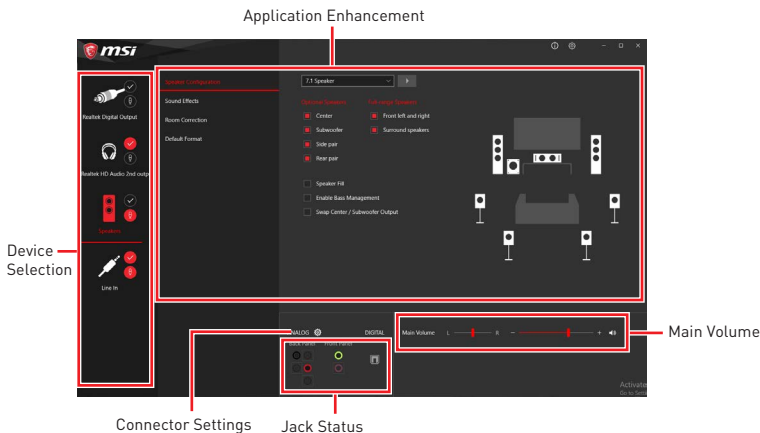 Application Enhancement
msi
Speaker Configuration
Sound Effects
Room Correction
Default Format
7.1 Speaker
Optional Speakers
Full-range Speakers
Center
Front left and right
Subwoofer
Surround speakers
Side pair
Rear pair
Speaker Fill
Enable Bass Management
Swap Center / Subwoofer Output
Realtek Digital Output
Realtek HD Audio 2nd outp
Speakers
Line In
Device
Selection
ANALOG
DIGITAL
Back Panel
Front Panel
Main Volume
L
R
Main Volume
Activate
Go to Setti
Connector Settings
Jack Status